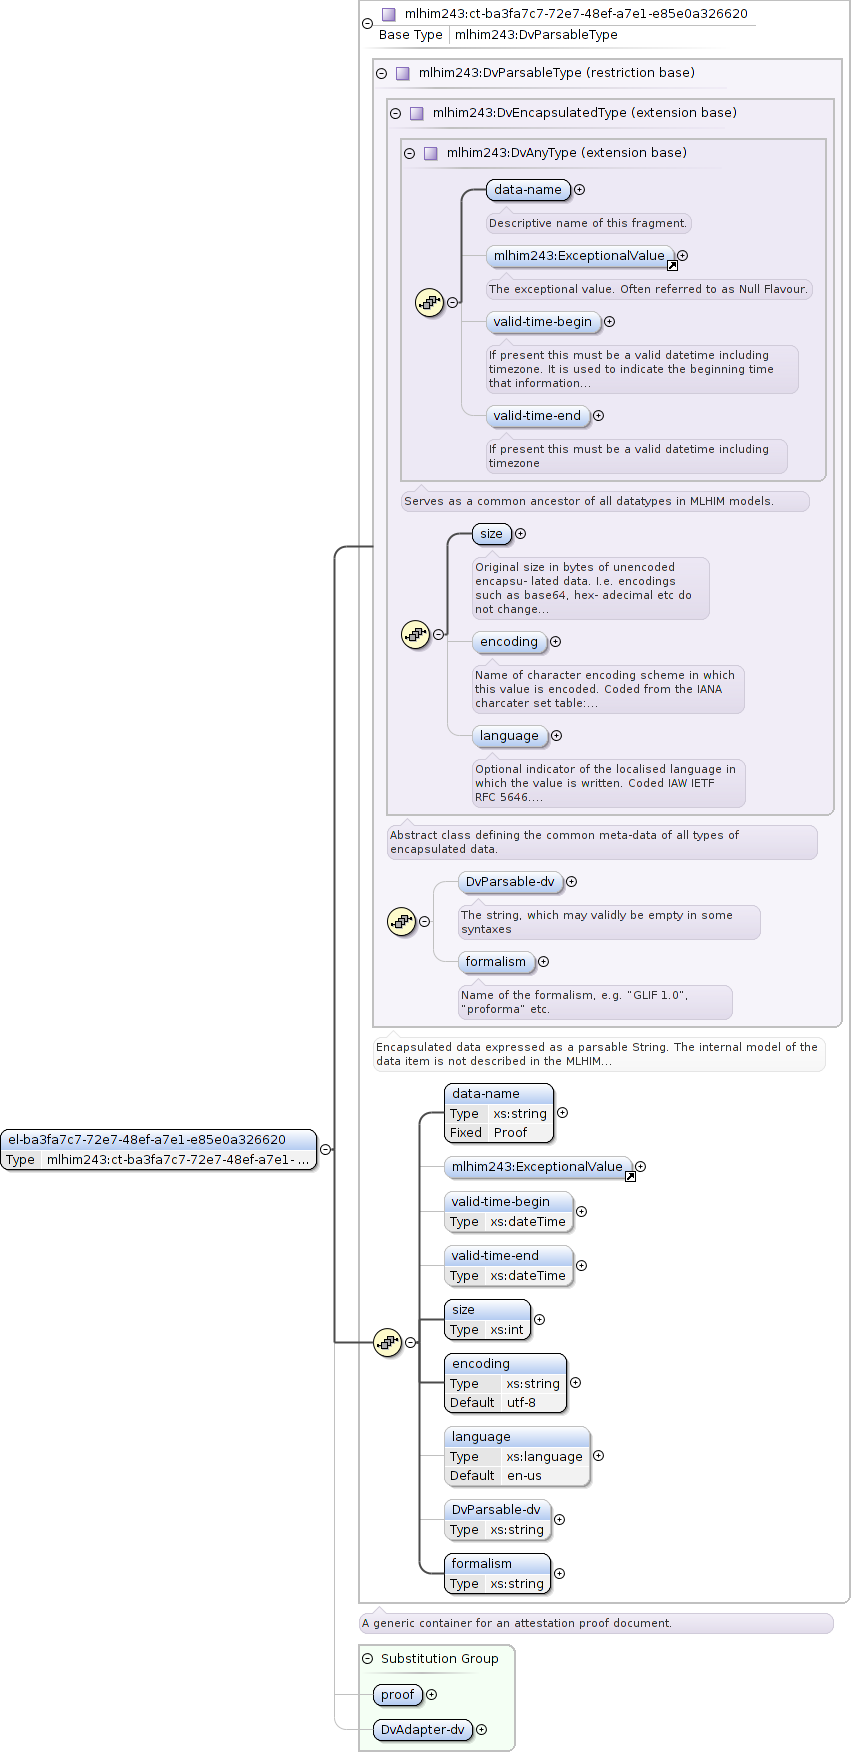 mlhim243:ct-ba3fa7c7-72e7-48ef-a7e1-e85e0a326620
Base Type mlhim243:DvParsableType
mlhim243:DvParsableType (restriction base)
mlhim243:DvEncapsulatedType (extension base)
mlhim243:DvAnyType (extension base)
data-name
Descriptive name of this fragment.
mlhim243:ExceptionalValue
The exceptional value. Often referred to as Null Flavour.
valid-time-begin
If present this must be a valid datetime including
timezone. It is used to indicate the beginning time
that information...
valid-time-end
If present this must be a valid datetime including
timezone
Serves as a common ancestor of all datatypes in MLHIM models.
size
Original size in bytes of unencoded
encapsu- lated data. I.e. encodings
such as base64, hex- adecimal etc do
not change...
encoding
Name of character encoding scheme in which
this value is encoded. Coded from the IANA
charcater set table:...
language
Optional indicator of the localised language in
which the value is written. Coded IAW IETF
RFC 5646....
Abstract class defining the common meta-data of all types of
encapsulated data.
DvParsable-dv
The string, which may validly be empty in some
syntaxes
formalism
Name of the formalism, e.g. "GLIF 1.0",
"proforma" etc.
Encapsulated data expressed as a parsable String. The internal model of the
data item is not described in the MLHIM...
el-ba3fa7c7-72e7-48ef-a7e1-e85e0a326620
Type mlhim243:ct-ba3fa7c7-72e7-48ef-a7e1- ...
data-name
Type xs:string
Fixed Proof
mlhim243:ExceptionalValue
valid-time-begin
Type xs:dateTime
valid-time-end
Type xs:dateTime
size
Type xs:int
encoding
Type xs:string
Default utf-8
language
Type xs:language
Default en-us
DvParsable-dv
Type xs:string
formalism
Type xs:string
A generic container for an attestation proof document.
Substitution Group
proof
DvAdapter-dv